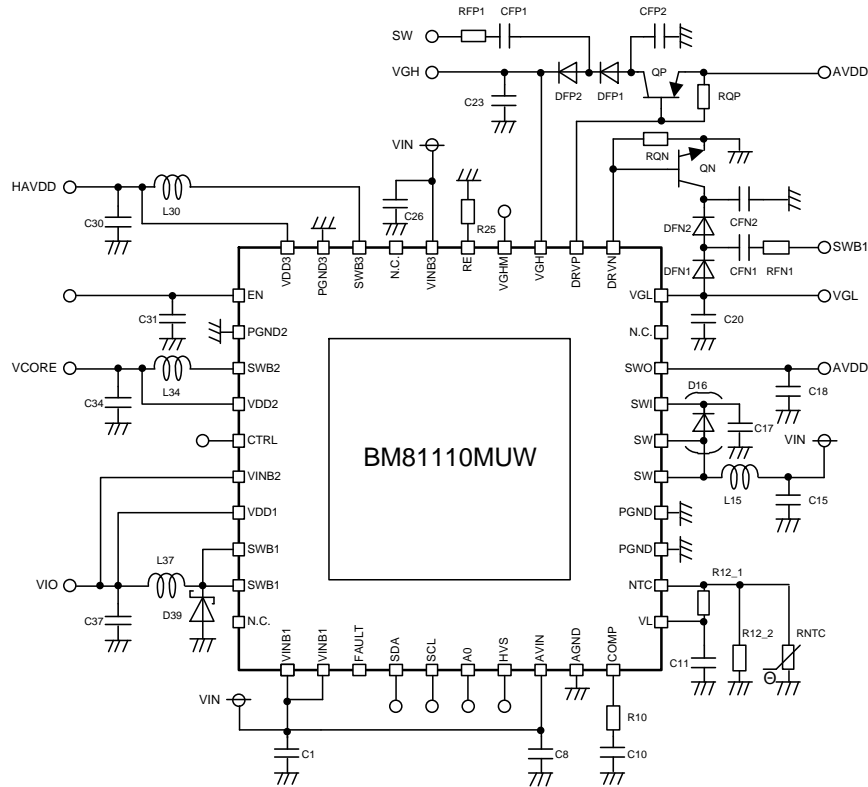 RFP1 CFP1 CFP2
SW
VGH QP AVDD
DFP2 DFP1 RQP
C23
VIN RQN QN
HAVDD
L30 C30 C26 R25
DFN2 CFN2
SWB1
DFN1 CFN1 RFN1
VDD3 PGND3 SWB3 N.C. VINB3 RE VGHM VGH DRVP DRVN
EN VGL VGL
C31 C20
PGND2 N.C.
VCORE SWB2 SWO AVDD
L34 D16 C18
C34 VDD2 SWI
C17 VIN
CTRL BM81110MUW SW
VINB2 SW
L15 C15
VDD1 PGND
L37 SWB1 PGND
R12_1
VIO SWB1 NTC
C37 D39 N.C. VL R12_2 RNTC
C11
VINB1 VINB1 FAULT SDA SCL A0 HVS AVIN AGND COMP
VIN R10
C1 C8 C10